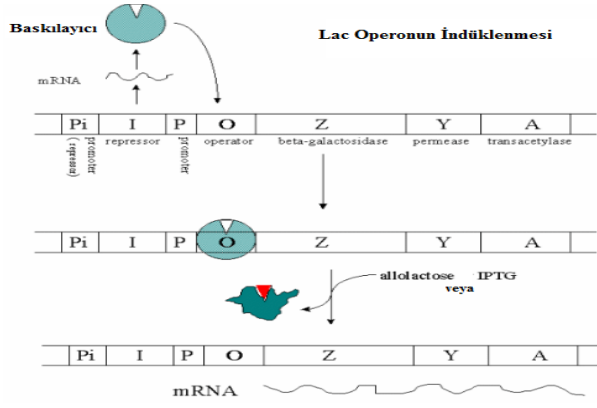 Baskılayıcı
Lac Operonun İndüklenmesi
mRNA
Pi I P O Z Y A
promoter (repressor) repressor promoter operator beta-galactosidase permease transacetylase
Pi I P O Z Y A
allolactose IPTG
veya
Pi I P O Z Y A
mRNA